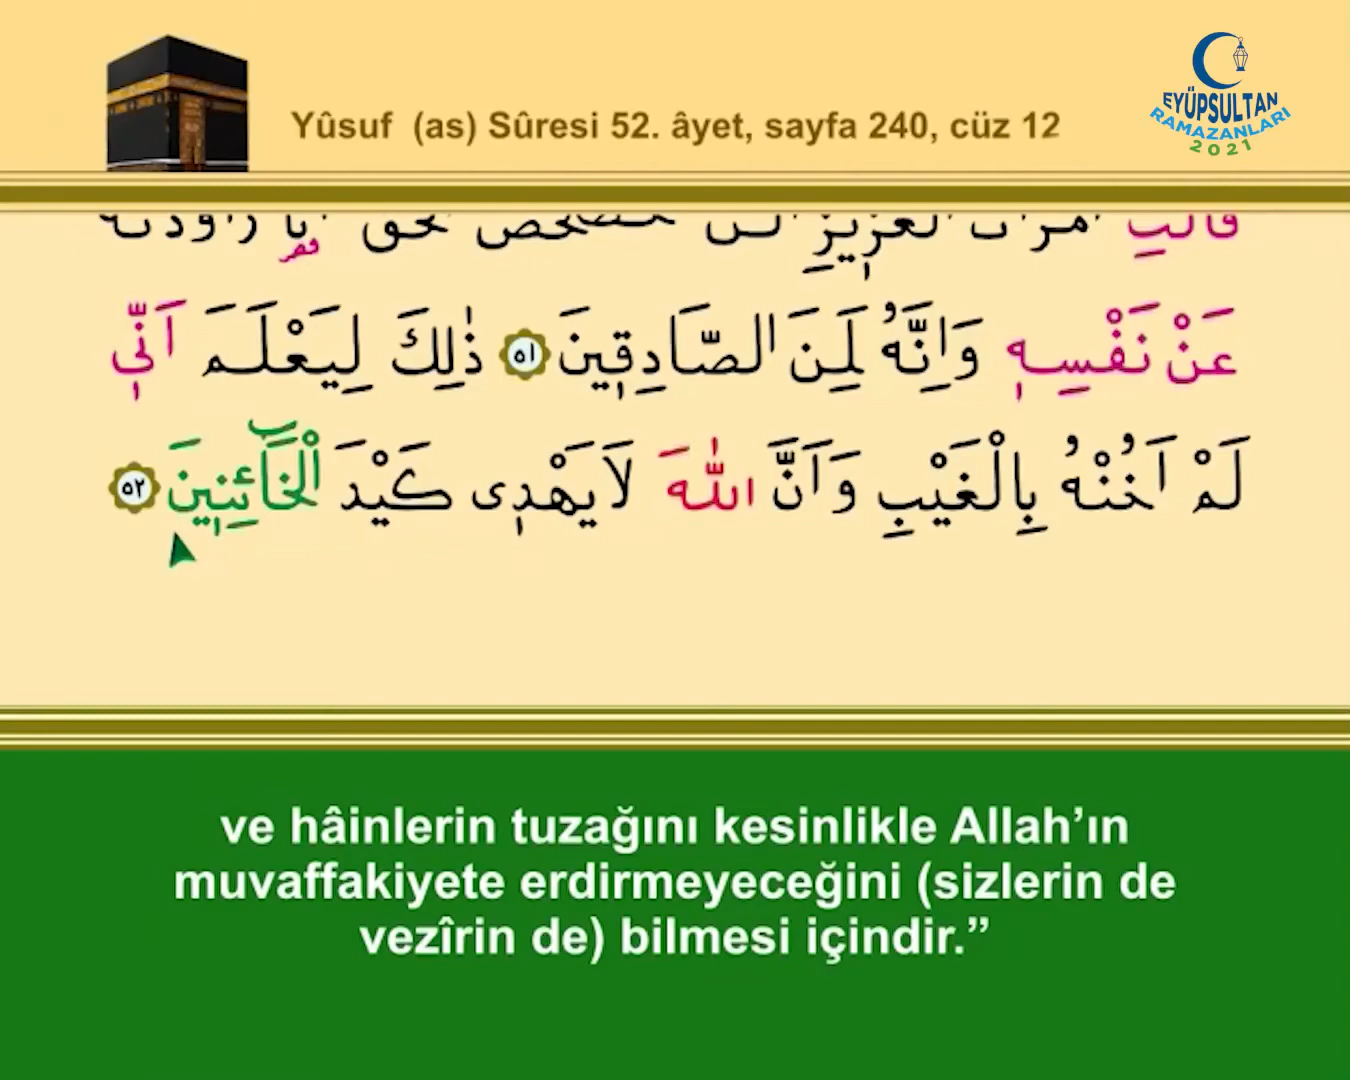 Yûsuf (as) Sûresi 52. âyet, sayfa 240, cüz 12
EYÜPSULTAN
RAMAZANLARI
2021
عَنْ نَفْسِهٖ وَاِنَّهُ لَمِنَ الصَّادِقٖينَ ﴿٥١﴾ ذٰلِكَ لِيَعْلَمَ اَنّٖى
لَمْ اَخُنْهُ بِالْغَيْبِ وَاَنَّ اللّٰهَ لَا يَهْدٖى كَيْدَ الْخَٓائِنٖينَ ﴿٥٢﴾
ve hâinlerin tuzağını kesinlikle Allah’ın
muvaffakiyete erdirmeyeceğini (sizlerin de
vezîrin de) bilmesi içindir.”